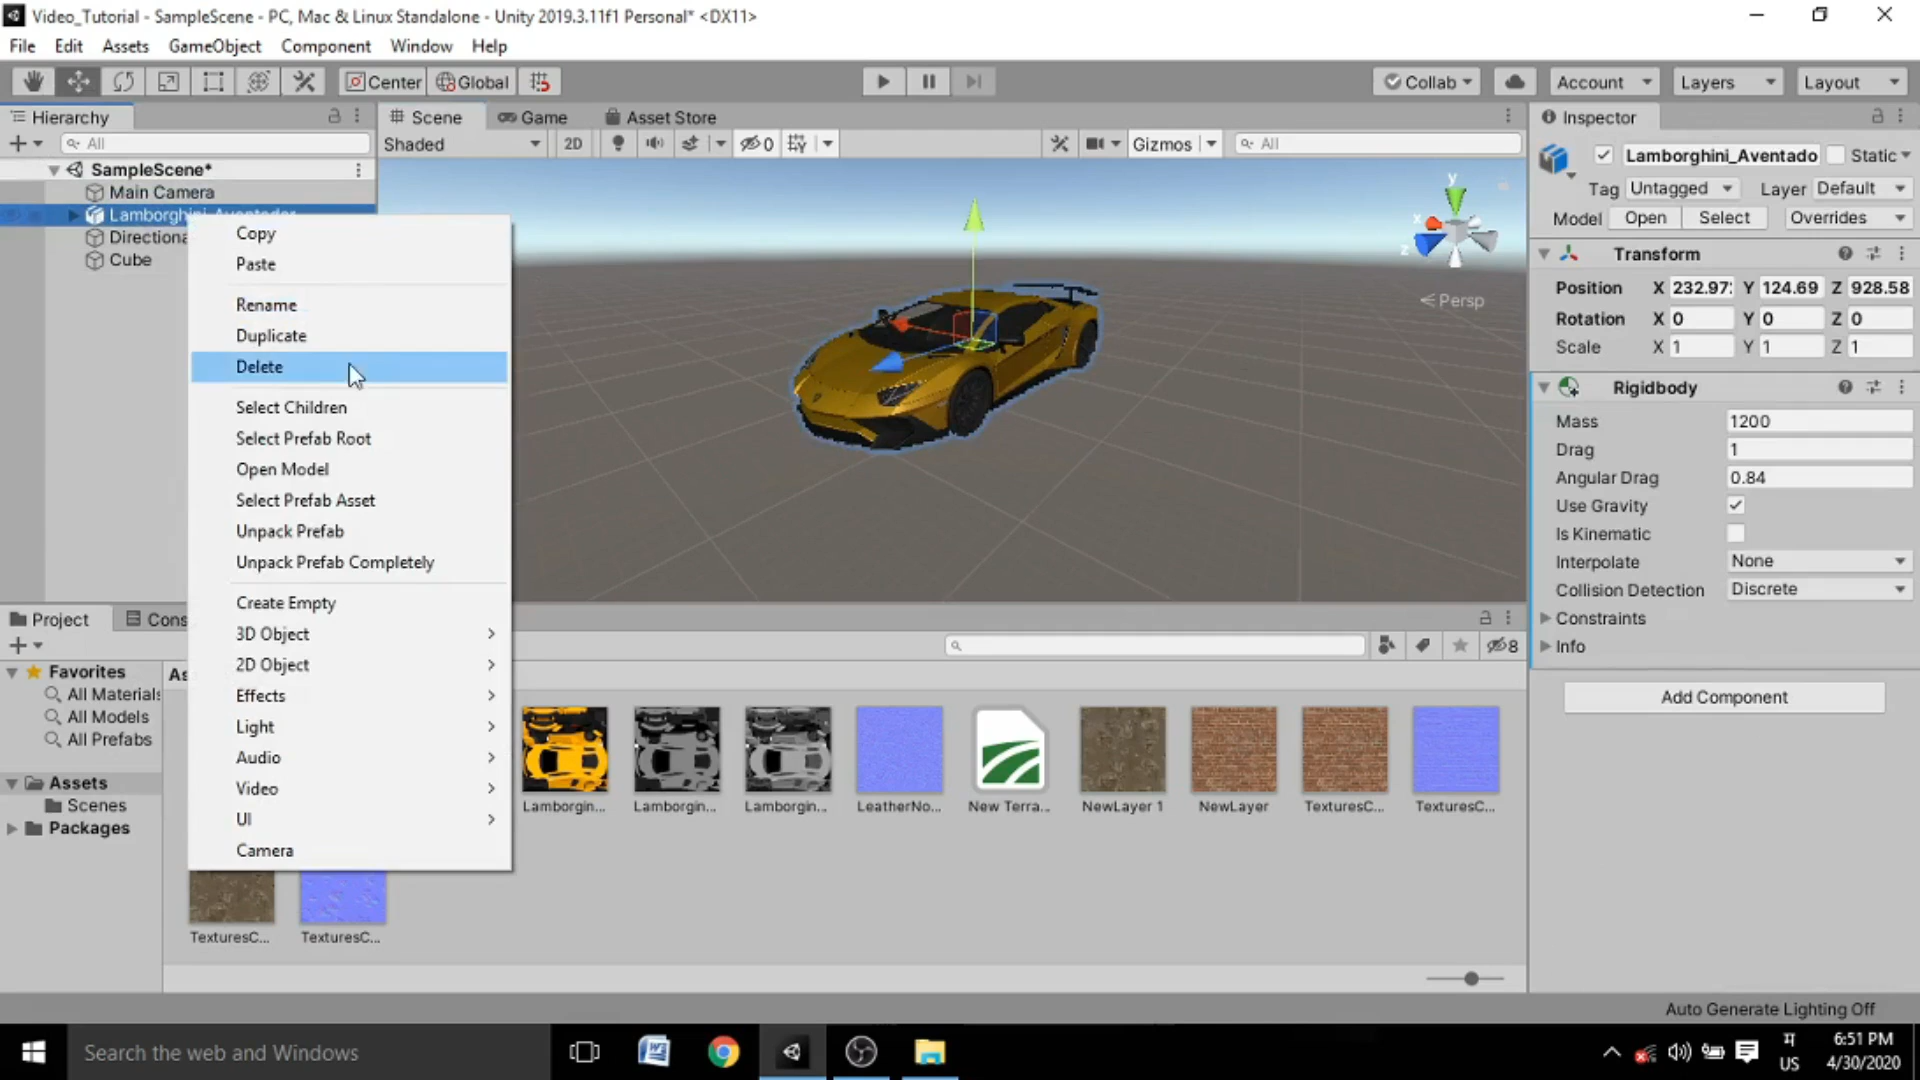 Video_Tutorial - SampleScene - PC, Mac & Linux Standalone - Unity 2019.3.11f1 Personal* <DX11>
File Edit Assets GameObject Component Window Help
Center Global Collab Account Layers Layout
Hierarchy
All
SampleScene*
Main Camera
Lamborghini_Aventador
Directiona
Cube
Copy
Paste
Rename
Duplicate
Delete
Select Children
Select Prefab Root
Open Model
Select Prefab Asset
Unpack Prefab
Unpack Prefab Completely
Create Empty
3D Object
2D Object
Effects
Light
Audio
Video
UI
Camera
Scene Game Asset Store
Shaded 2D 0 Gizmos All
y
x
z
Persp
Inspector
Lamborghini_Aventado Static
Tag Untagged Layer Default
Model Open Select Overrides
Transform
Position X 232.97 Y 124.69 Z 928.58
Rotation X 0 Y 0 Z 0
Scale X 1 Y 1 Z 1
Rigidbody
Mass 1200
Drag 1
Angular Drag 0.84
Use Gravity
Is Kinematic
Interpolate None
Collision Detection Discrete
Constraints
Info
Add Component
Project Cons
8
Favorites
All Materials
All Models
All Prefabs
Assets
Scenes
Packages
As
Lamborgin... Lamborgin... Lamborgin... LeatherNo... New Terra... NewLayer 1 NewLayer TexturesC... TexturesC...
TexturesC... TexturesC...
Auto Generate Lighting Off
Search the web and Windows
US
6:51 PM
4/30/2020